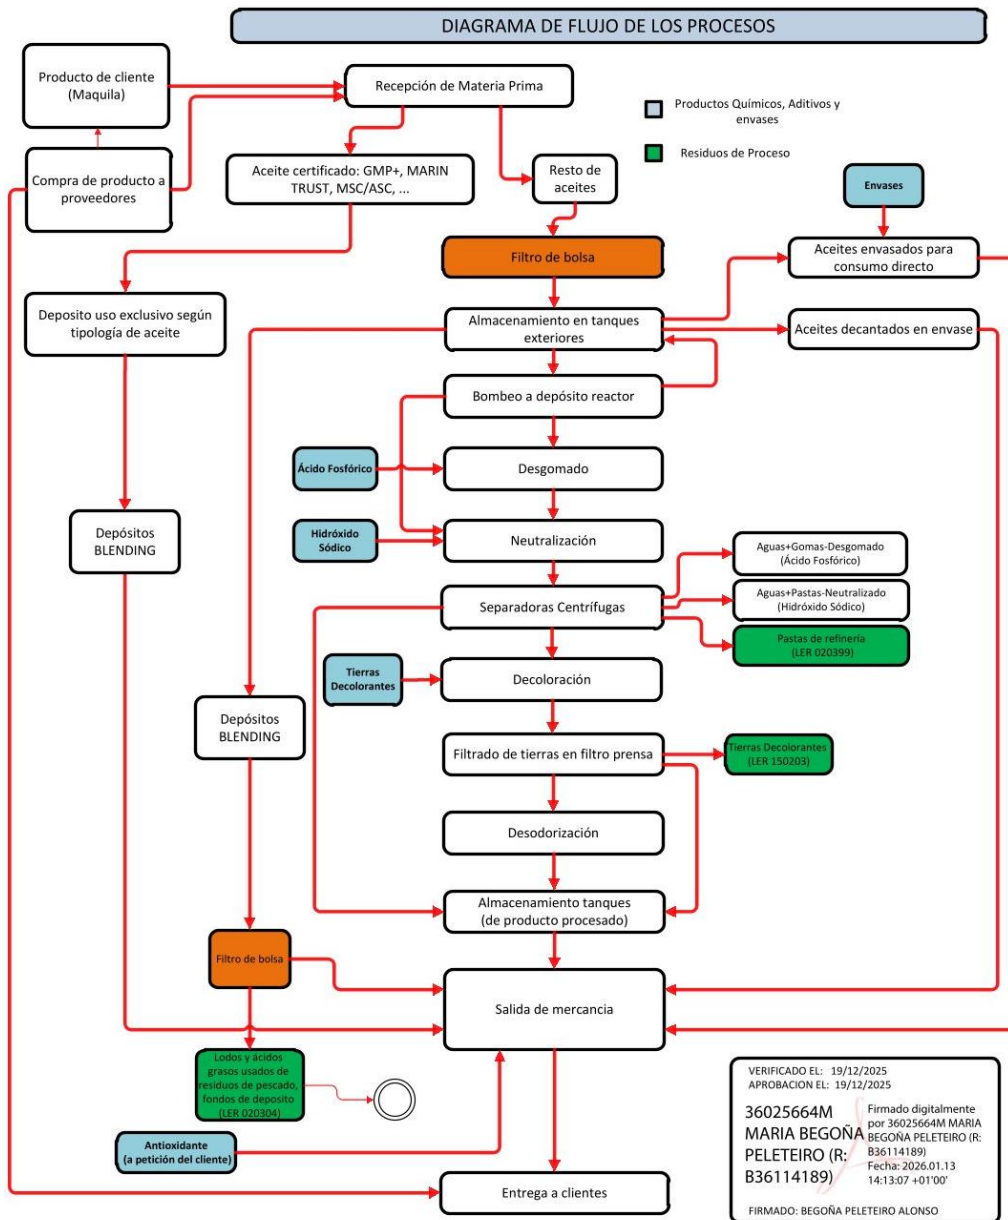 DIAGRAMA DE FLUJO DE LOS PROCESOS
Producto de cliente
(Maquila)
Recepción de Materia Prima
Productos Químicos, Aditivos y
envases
Residuos de Proceso
Compra de producto a
proveedores
Aceite certificado: GMP+, MARIN
TRUST, MSC/ASC, ...
Resto de
aceites
Envases
Filtro de bolsa
Aceites envasados para
consumo directo
Deposito uso exclusivo según
tipología de aceite
Almacenamiento en tanques
exteriores
Aceites decantados en envase
Bombeo a depósito reactor
Ácido Fosfórico
Desgomado
Depósitos
BLENDING
Hidróxido
Sódico
Neutralización
Aguas+Gomas-Desgomado
(Ácido Fosfórico)
Separadoras Centrífugas
Aguas+Pastas-Neutralizado
(Hidróxido Sódico)
Pastas de refinería
(LER 020399)
Tierras
Decolorantes
Decoloración
Depósitos
BLENDING
Filtrado de tierras en filtro prensa
Tierras Decolorantes
(LER 150203)
Desodorización
Almacenamiento tanques
(de producto procesado)
Filtro de bolsa
Salida de mercancia
Lodos y ácidos
grasos usados de
residuos de pescado,
fondos de deposito
(LER 020304)
Antioxidante
(a petición del cliente)
Entrega a clientes
VERIFICADO EL: 19/12/2025
APROBACION EL: 19/12/2025
36025664M
MARIA BEGOÑA
PELETEIRO (R:
B36114189)
Firmado digitalmente
por 36025664M MARIA
BEGOÑA PELETEIRO (R:
B36114189)
Fecha: 2026.01.13
14:13:07 +01'00'
FIRMADO: BEGOÑA PELETEIRO ALONSO